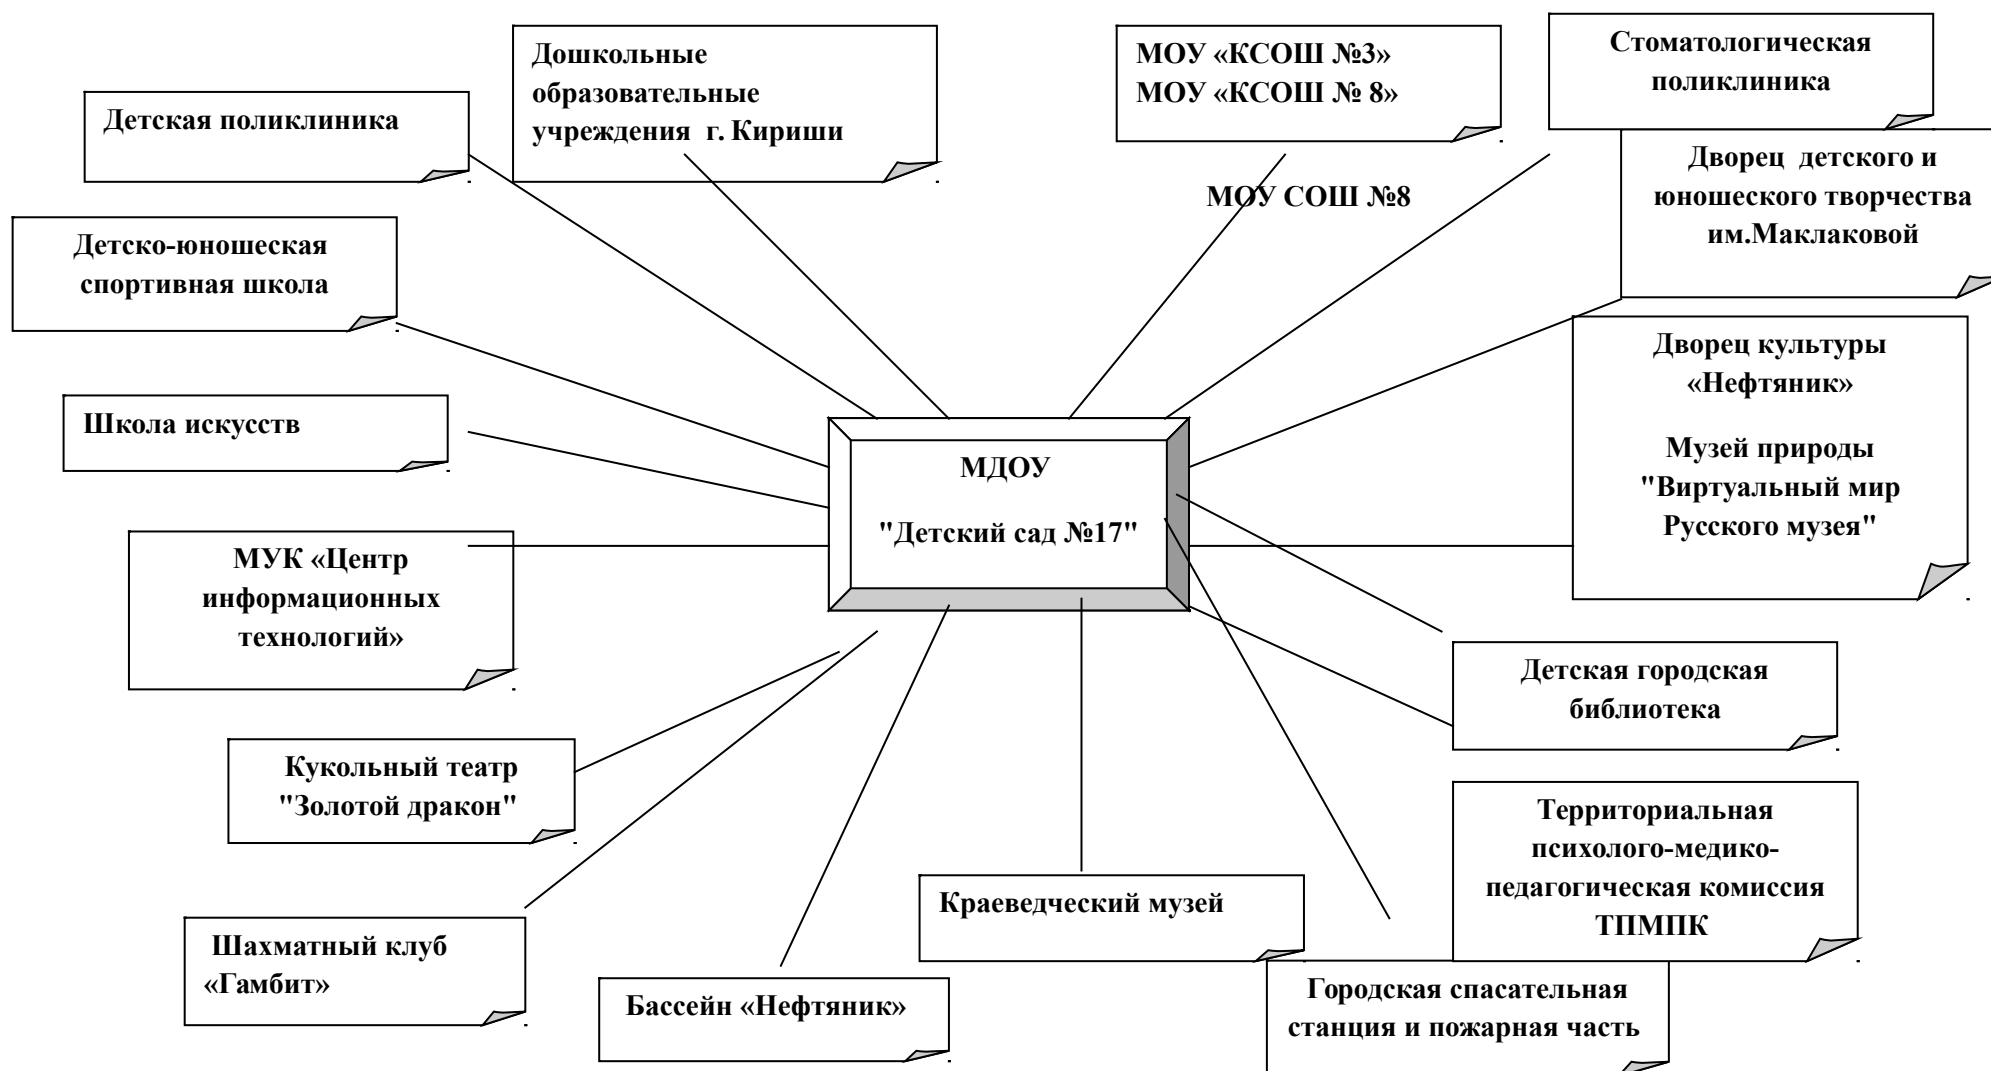 Дошкольные
образовательные
учреждения г. Кириши
МОУ «КСОШ №3»
МОУ «КСОШ № 8»
Стоматологическая
поликлиника
Детская поликлиника
Дворец детского и
юношеского творчества
им.Маклаковой
МОУ СОШ №8
Детско-юношеская
спортивная школа
Дворец культуры
«Нефтяник»
Музей природы
"Виртуальный мир
Русского музея"
Школа искусств
МДОУ
"Детский сад №17"
МУК «Центр
информационных
технологий»
Детская городская
библиотека
Кукольный театр
"Золотой дракон"
Территориальная
психолого-медико-
педагогическая комиссия
ТПМПК
Краеведческий музей
Шахматный клуб
«Гамбит»
Бассейн «Нефтяник»
Городская спасательная
станция и пожарная часть